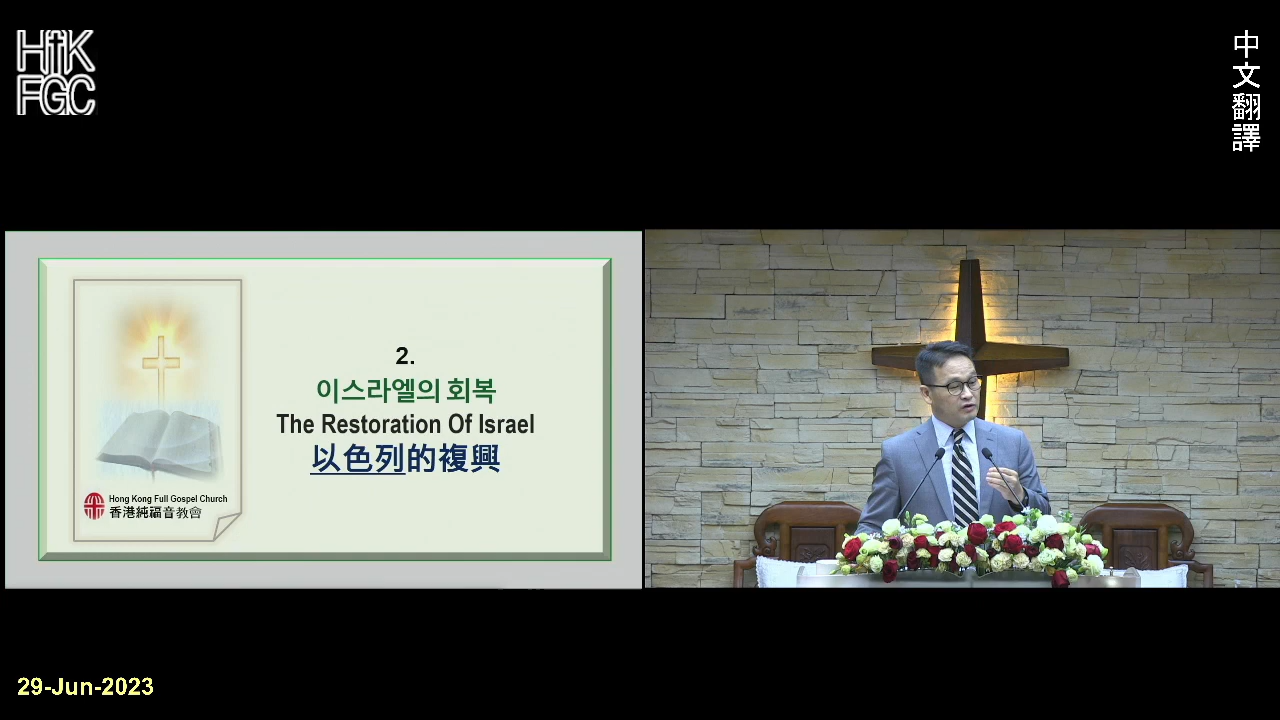 HK
FGC
中文翻譯
2.
이스라엘의 회복
The Restoration Of Israel
以色列的複興
Hong Kong Full Gospel Church
香港純福音教會
29-Jun-2023